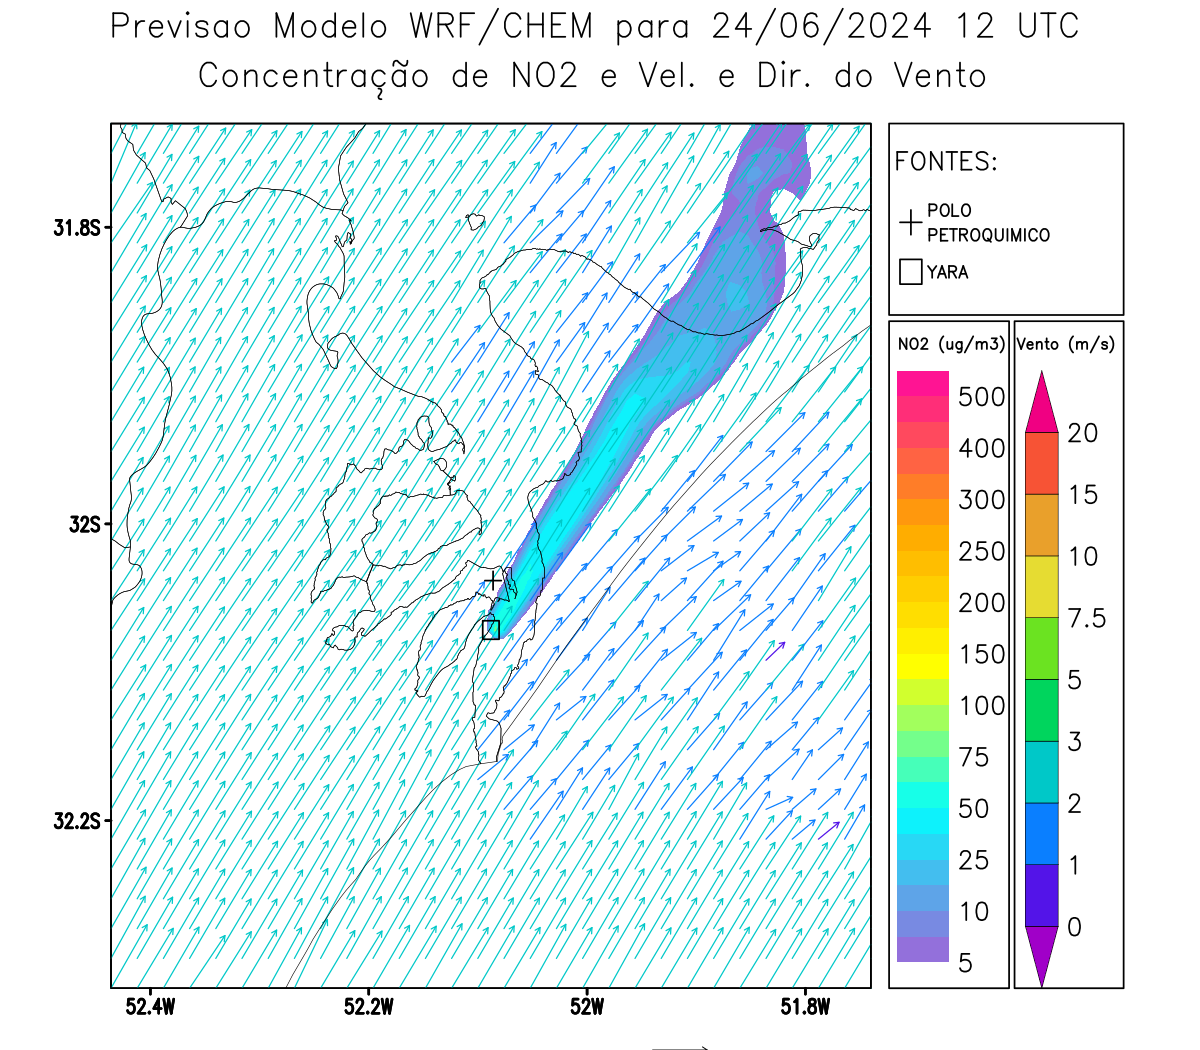 Previsao Modelo WRF/CHEM para 24/06/2024 12 UTC
Concentração de NO2 e Vel. e Dir. do Vento
FONTES:
POLO
PETROQUIMICO
YARA
NO2 (ug/m3)
500
400
300
250
200
150
100
75
50
25
10
5
Vento (m/s)
20
15
10
7.5
5
3
2
1
0
31.8S
32S
32.2S
52.4W
52.2W
52W
51.8W